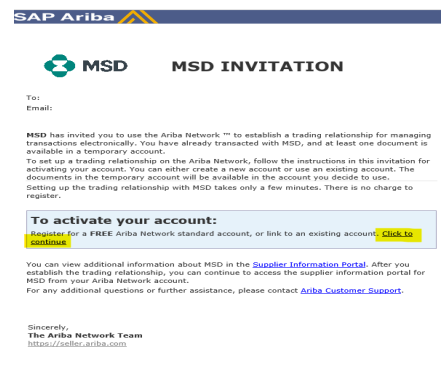 SAP Ariba
MSD MSD INVITATION
To:
Email:
MSD has invited you to use the Ariba Network ™ to establish a trading relationship for managing
transactions electronically. You have already transacted with MSD, and at least one document is
available in a temporary account.
To set up a trading relationship on the Ariba Network, follow the instructions in this invitation for
activating your account. You can either create a new account or use an existing account. The
documents in the temporary account will be available in the account you decide to use.
Setting up the trading relationship with MSD takes only a few minutes. There is no charge to
register.
To activate your account:
Register for a FREE Ariba Network standard account, or link to an existing account. Click to
continue
You can view additional information about MSD in the Supplier Information Portal. After you
establish the trading relationship, you can continue to access the supplier information portal for
MSD from your Ariba Network account.
For any additional questions or further assistance, please contact Ariba Customer Support.
Sincerely,
The Ariba Network Team
https://seller.ariba.com